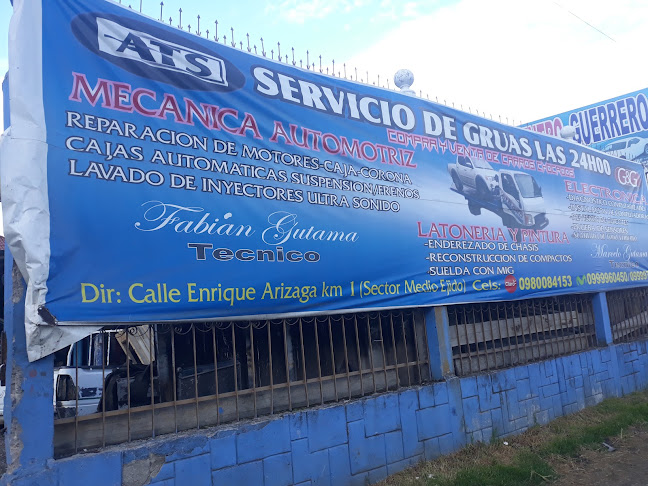 ATS
SERVICIO DE GRUAS LAS 24H00
MECANICA AUTOMOTRIZ
COMPRA Y VENTA DE CARROS CHOCADOS
REPARACION DE MOTORES-CAJA-CORONA
CAJAS AUTOMATICAS SUSPENSION/FRENOS
LAVADO DE INYECTORES ULTRA SONIDO
Fabián Gutama
Tecnico
LATONERIA Y PINTURA
-ENDEREZADO DE CHASIS
-RECONSTRUCCION DE COMPACTOS
SUELDA CON MIG
G&G
Marcelo
Dir: Calle Enrique Arizaga km 1 (Sector Medio Ejido) Cels: 0980084153 0999960450
GUERRERO